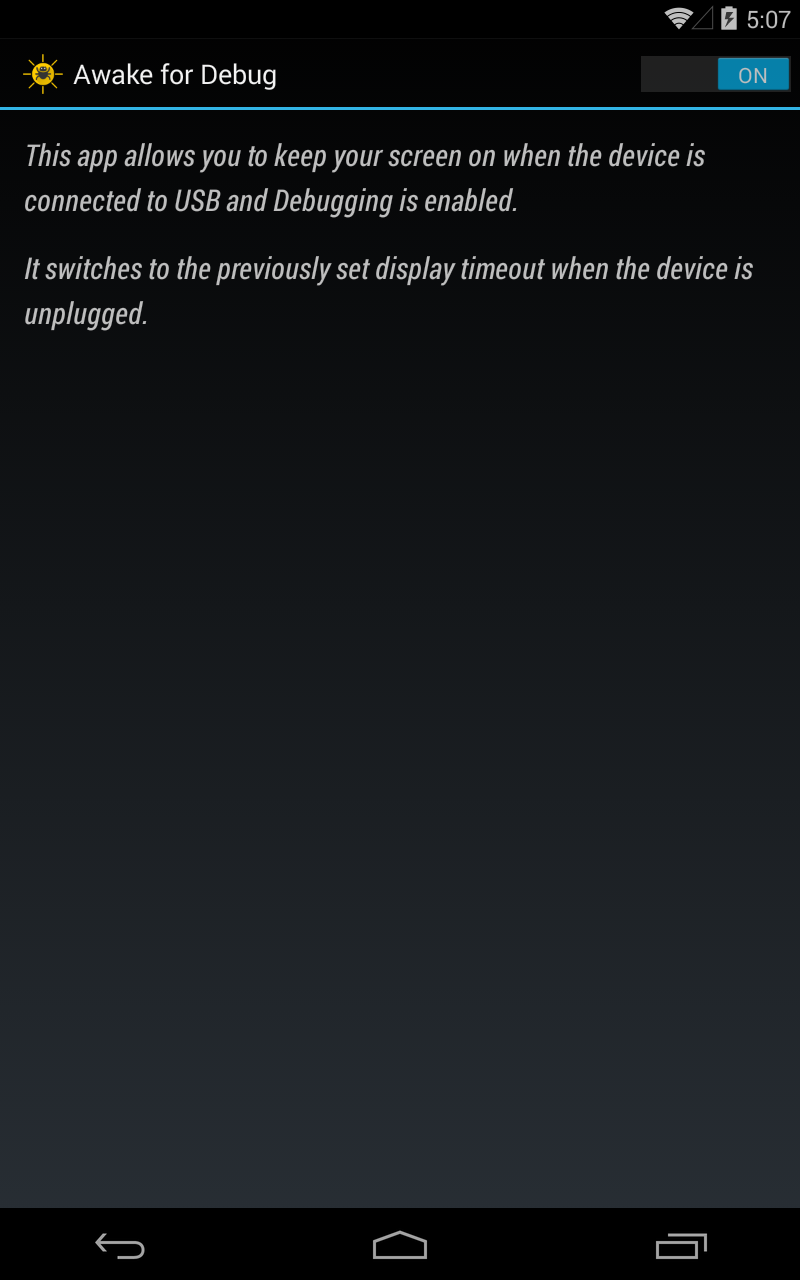 5:07
Awake for Debug
ON
This app allows you to keep your screen on when the device is
connected to USB and Debugging is enabled.
It switches to the previously set display timeout when the device is
unplugged.